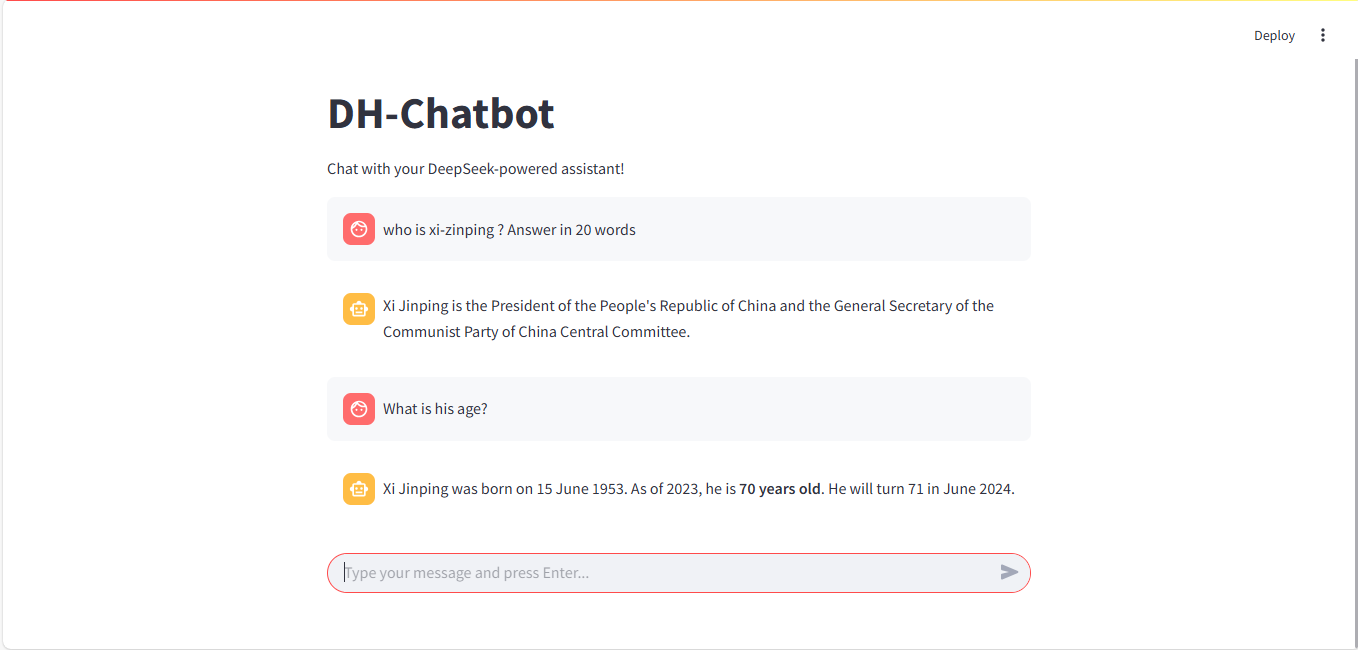 Deploy
DH-Chatbot
Chat with your DeepSeek-powered assistant!
who is xi-zinping ? Answer in 20 words
Xi Jinping is the President of the People's Republic of China and the General Secretary of the
Communist Party of China Central Committee.
What is his age?
Xi Jinping was born on 15 June 1953. As of 2023, he is 70 years old. He will turn 71 in June 2024.
Type your message and press Enter...